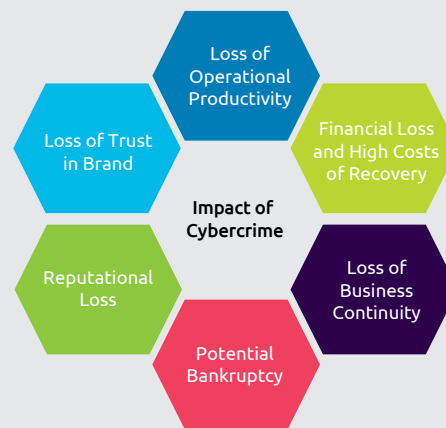 Loss of
Operational
Productivity
Loss of Trust
in Brand
Financial Loss
and High Costs
of Recovery
Impact of
Cybercrime
Reputational
Loss
Loss of
Business
Continuity
Potential
Bankruptcy